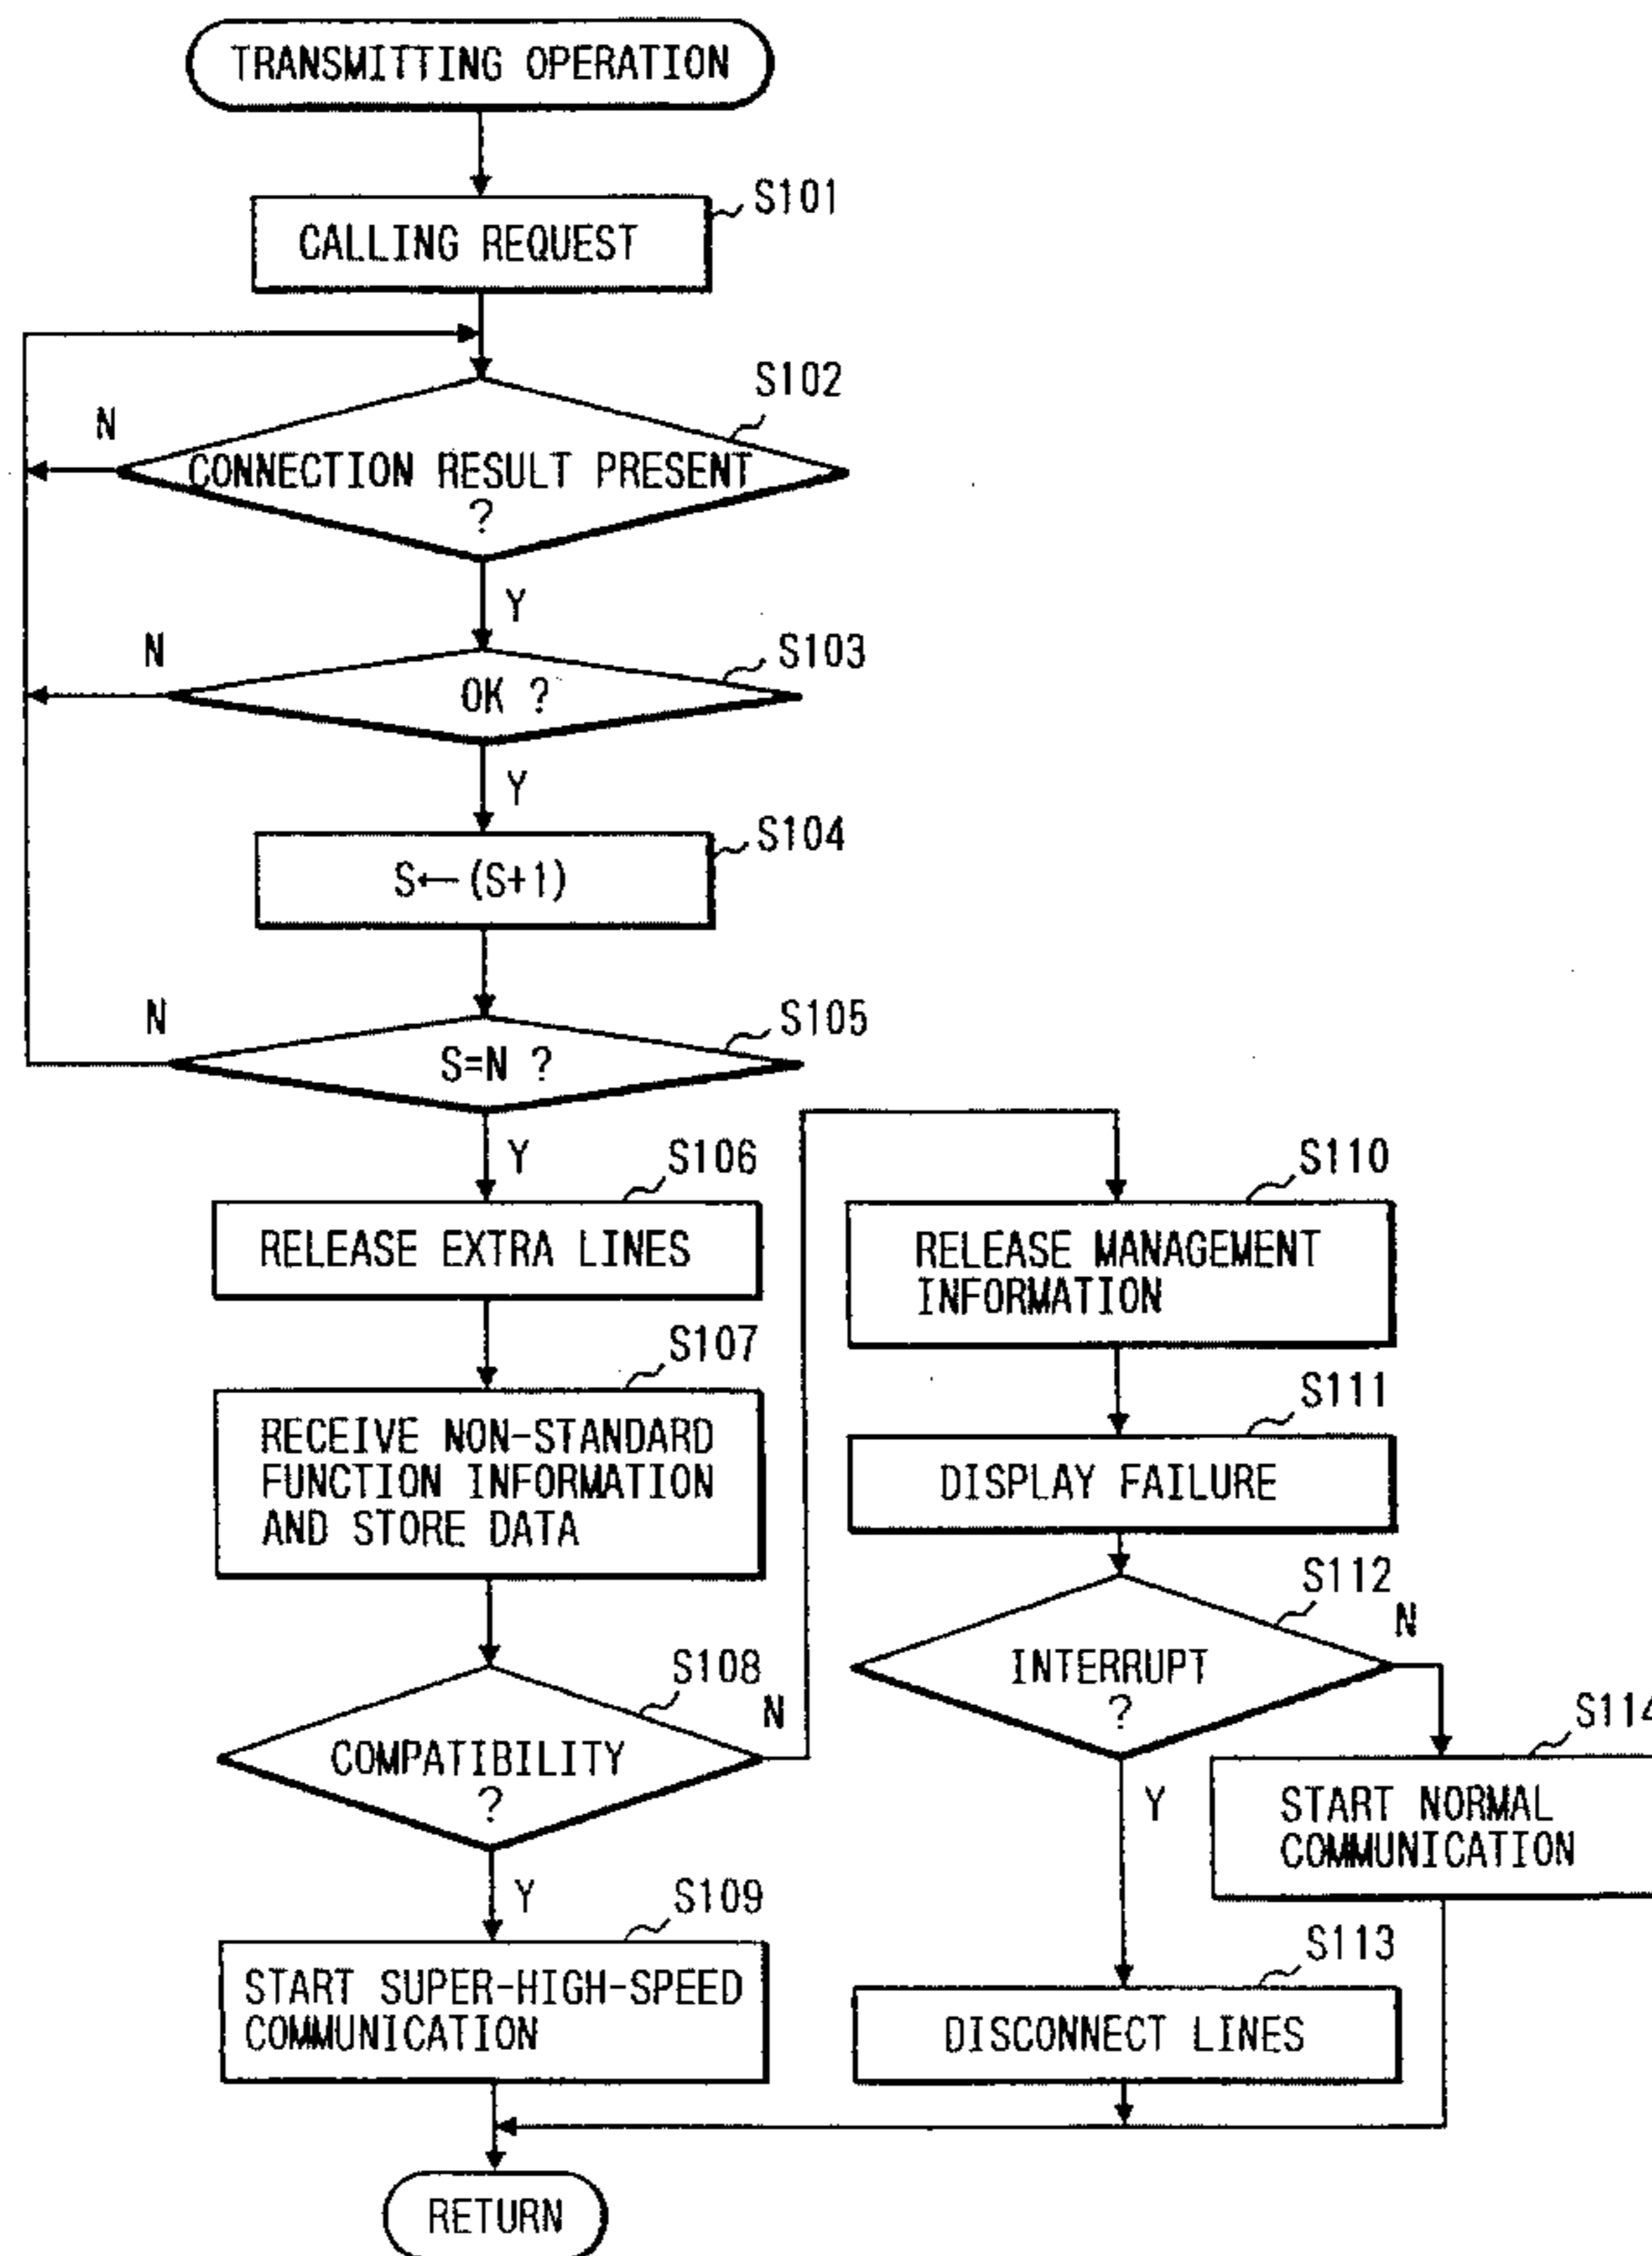 TRANSMITTING OPERATION
S101
CALLING REQUEST
S102
N
CONNECTION RESULT PRESENT
?
Y
S103
N
OK ?
Y
S104
S←(S+1)
S105
N
S=N ?
Y
S106
RELEASE EXTRA LINES
S107
RECEIVE NON-STANDARD
FUNCTION INFORMATION
AND STORE DATA
S108
N
COMPATIBILITY
?
Y
S109
START SUPER-HIGH-SPEED
COMMUNICATION
S110
RELEASE MANAGEMENT
INFORMATION
S111
DISPLAY FAILURE
S112
N
INTERRUPT
?
Y
S114
START NORMAL
COMMUNICATION
S113
DISCONNECT LINES
RETURN